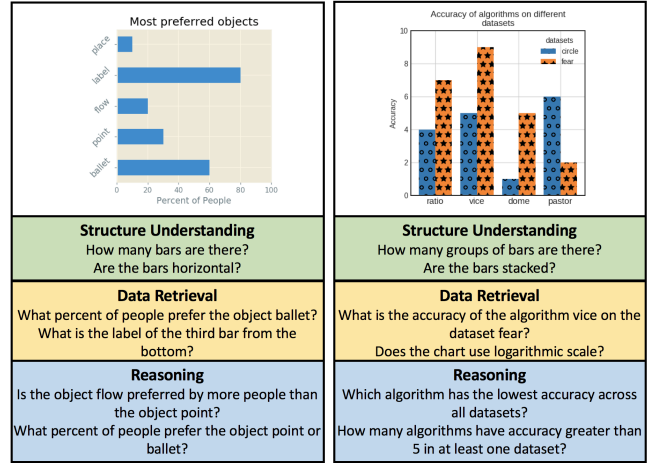 Most preferred objects
place
label
flow
point
ballet
0 20 40 60 80 100
Percent of People
Structure Understanding
How many bars are there?
Are the bars horizontal?
Data Retrieval
What percent of people prefer the object ballet?
What is the label of the third bar from the
bottom?
Reasoning
Is the object flow preferred by more people than
the object point?
What percent of people prefer the object point or
ballet?
Accuracy of algorithms on different
datasets
10
8
6
4
2
0
Accuracy
datasets
circle
fear
ratio vice dome pastor
Structure Understanding
How many groups of bars are there?
Are the bars stacked?
Data Retrieval
What is the accuracy of the algorithm vice on the
dataset fear?
Does the chart use logarithmic scale?
Reasoning
Which algorithm has the lowest accuracy across
all datasets?
How many algorithms have accuracy greater than
5 in at least one dataset?